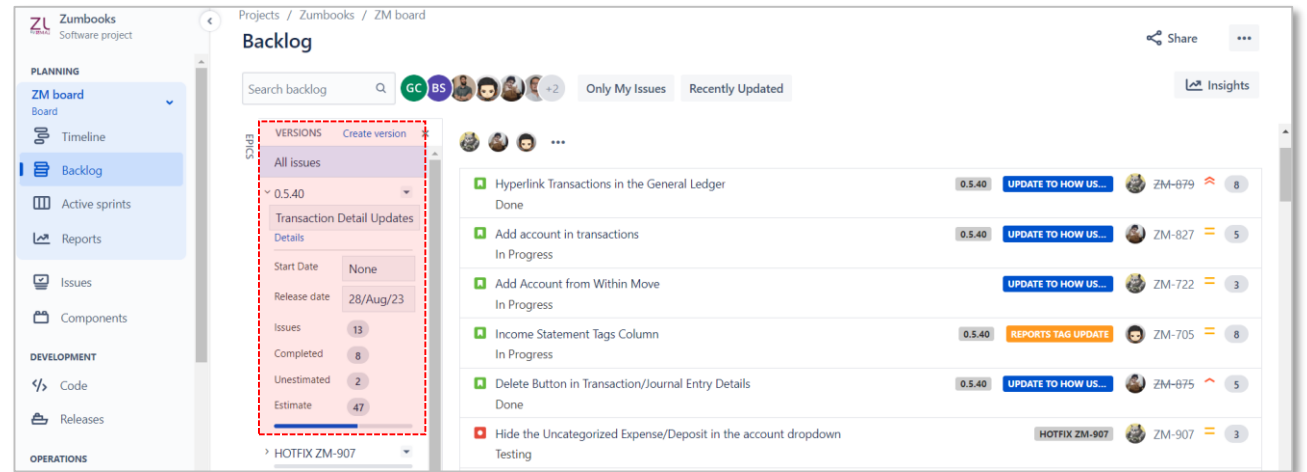 Zumbooks
Software project
PLANNING
ZM board
Board
Timeline
Backlog
Active sprints
Reports
Issues
Components
DEVELOPMENT
Code
Releases
OPERATIONS
Projects / Zumbooks / ZM board
Backlog
Share
Search backlog
GC BS +2
Only My Issues Recently Updated
Insights
EPICS
VERSIONS Create version
All issues
0.5.40
Transaction Detail Updates
Details
Start Date None
Release date 28/Aug/23
Issues 13
Completed 8
Unestimated 2
Estimate 47
HOTFIX ZM-907
Hyperlink Transactions in the General Ledger 0.5.40 UPDATE TO HOW US... ZM-879 8
Done
Add account in transactions 0.5.40 UPDATE TO HOW US... ZM-827 5
In Progress
Add Account from Within Move UPDATE TO HOW US... ZM-722 3
In Progress
Income Statement Tags Column 0.5.40 REPORTS TAG UPDATE ZM-705 8
In Progress
Delete Button in Transaction/Journal Entry Details 0.5.40 UPDATE TO HOW US... ZM-875 5
Done
Hide the Uncategorized Expense/Deposit in the account dropdown HOTFIX ZM-907 ZM-907 3
Testing